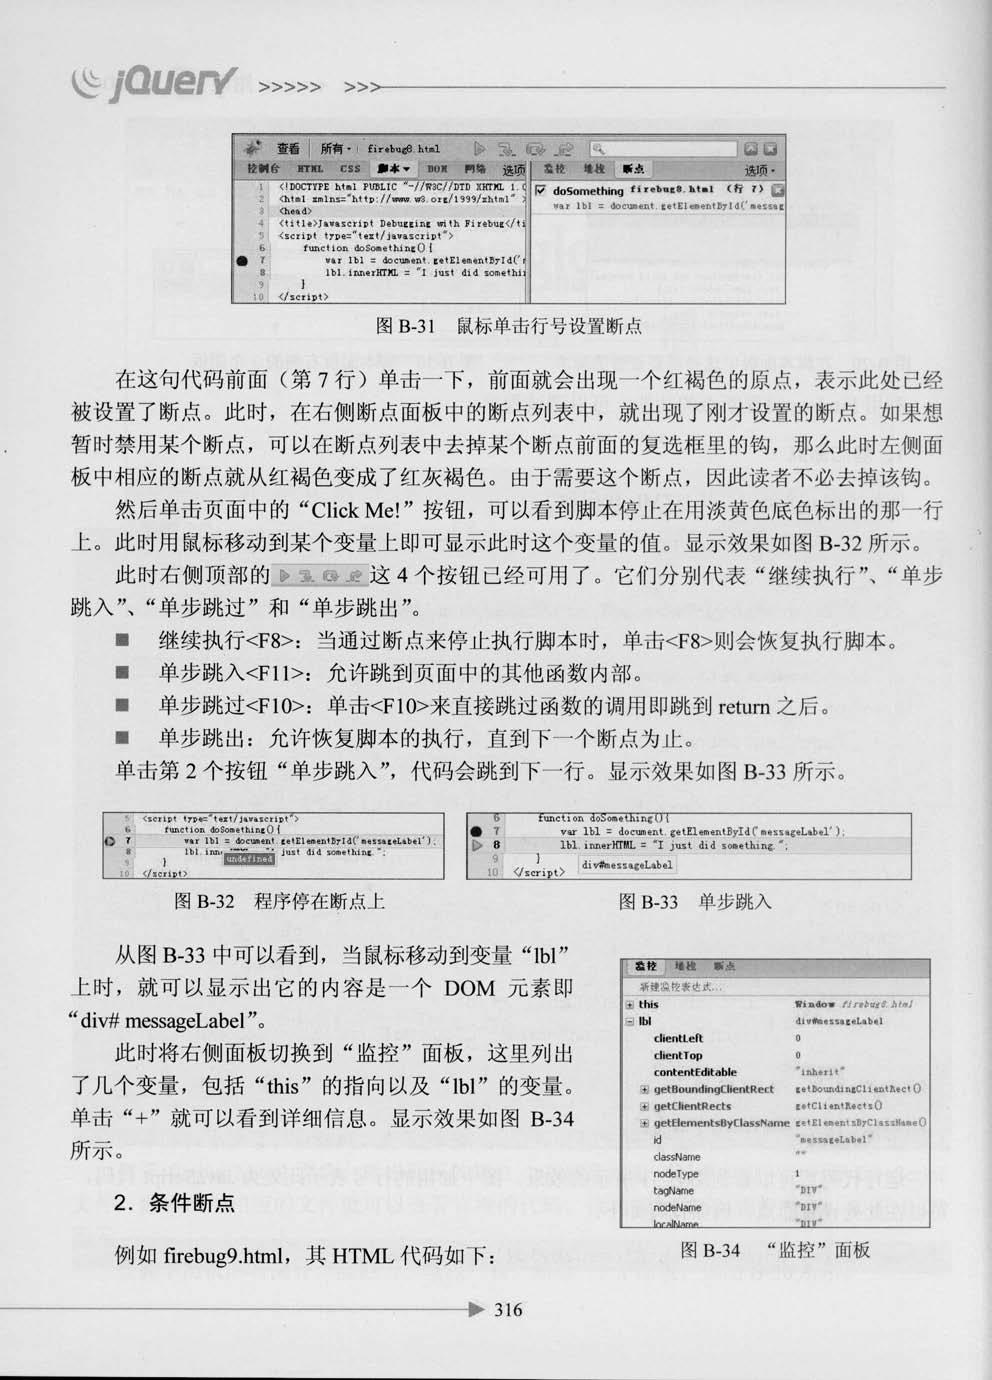 jQuery >>>>> >>>
查看 所有 firebug8.html
控制台 HTML CSS 脚本 DOM 网络 选项 监控 堆栈 断点 选项
1 <!DOCTYPE html PUBLIC "-//W3C//DTD XHTML 1.0
2 <html xmlns="http://www.w3.org/1999/xhtml" >
3 <head>
4 <title>Javascript Debugging with Firebug</ti
5 <script type="text/javascript">
6 function doSomething(){
7 var lbl = document.getElementById('m
8 lbl.innerHTML = "I just did somethi
9 }
10 </script>
doSomething firebug8.html (行 7)
var lbl = document.getElementById('messag
图 B-31 鼠标单击行号设置断点
在这句代码前面（第 7 行）单击一下，前面就会出现一个红褐色的原点，表示此处已经
被设置了断点。此时，在右侧断点面板中的断点列表中，就出现了刚才设置的断点。如果想
暂时禁用某个断点，可以在断点列表中去掉某个断点前面的复选框里的钩，那么此时左侧面
板中相应的断点就从红褐色变成了红灰褐色。由于需要这个断点，因此读者不必去掉该钩。
然后单击页面中的“Click Me!”按钮，可以看到脚本停止在用淡黄色底色标出的那一行
上。此时用鼠标移动到某个变量上即可显示此时这个变量的值。显示效果如图 B-32 所示。
此时右侧顶部的 这 4 个按钮已经可用了。它们分别代表“继续执行”、“单步
跳入”、“单步跳过”和“单步跳出”。
■ 继续执行<F8>：当通过断点来停止执行脚本时，单击<F8>则会恢复执行脚本。
■ 单步跳入<F11>：允许跳到页面中的其他函数内部。
■ 单步跳过<F10>：单击<F10>来直接跳过函数的调用即跳到 return 之后。
■ 单步跳出：允许恢复脚本的执行，直到下一个断点为止。
单击第 2 个按钮“单步跳入”，代码会跳到下一行。显示效果如图 B-33 所示。
5 <script type="text/javascript">
6 function doSomething(){
7 var lbl = document.getElementById('messageLabel');
8 lbl.inn just did something.";
undefined
9 }
10 </script>
图 B-32 程序停在断点上
6 function doSomething(){
7 var lbl = document.getElementById('messageLabel');
8 lbl.innerHTML = "I just did something.";
9 }
div#messageLabel
10 </script>
图 B-33 单步跳入
从图 B-33 中可以看到，当鼠标移动到变量“lbl”
上时，就可以显示出它的内容是一个 DOM 元素即
“div# messageLabel”。
此时将右侧面板切换到“监控”面板，这里列出
了几个变量，包括“this”的指向以及“lbl”的变量。
单击“+”就可以看到详细信息。显示效果如图 B-34
所示。
监控 堆栈 断点
新建监控表达式...
this Window firebug8.html
lbl div#messageLabel
clientLeft 0
clientTop 0
contentEditable "inherit"
getBoundingClientRect getBoundingClientRect()
getClientRects getClientRects()
getElementsByClassName getElementsByClassName()
id "messageLabel"
className ""
nodeType 1
tagName "DIV"
nodeName "DIV"
localName "DIV"
图 B-34 “监控”面板
2．条件断点
例如 firebug9.html，其 HTML 代码如下：
316